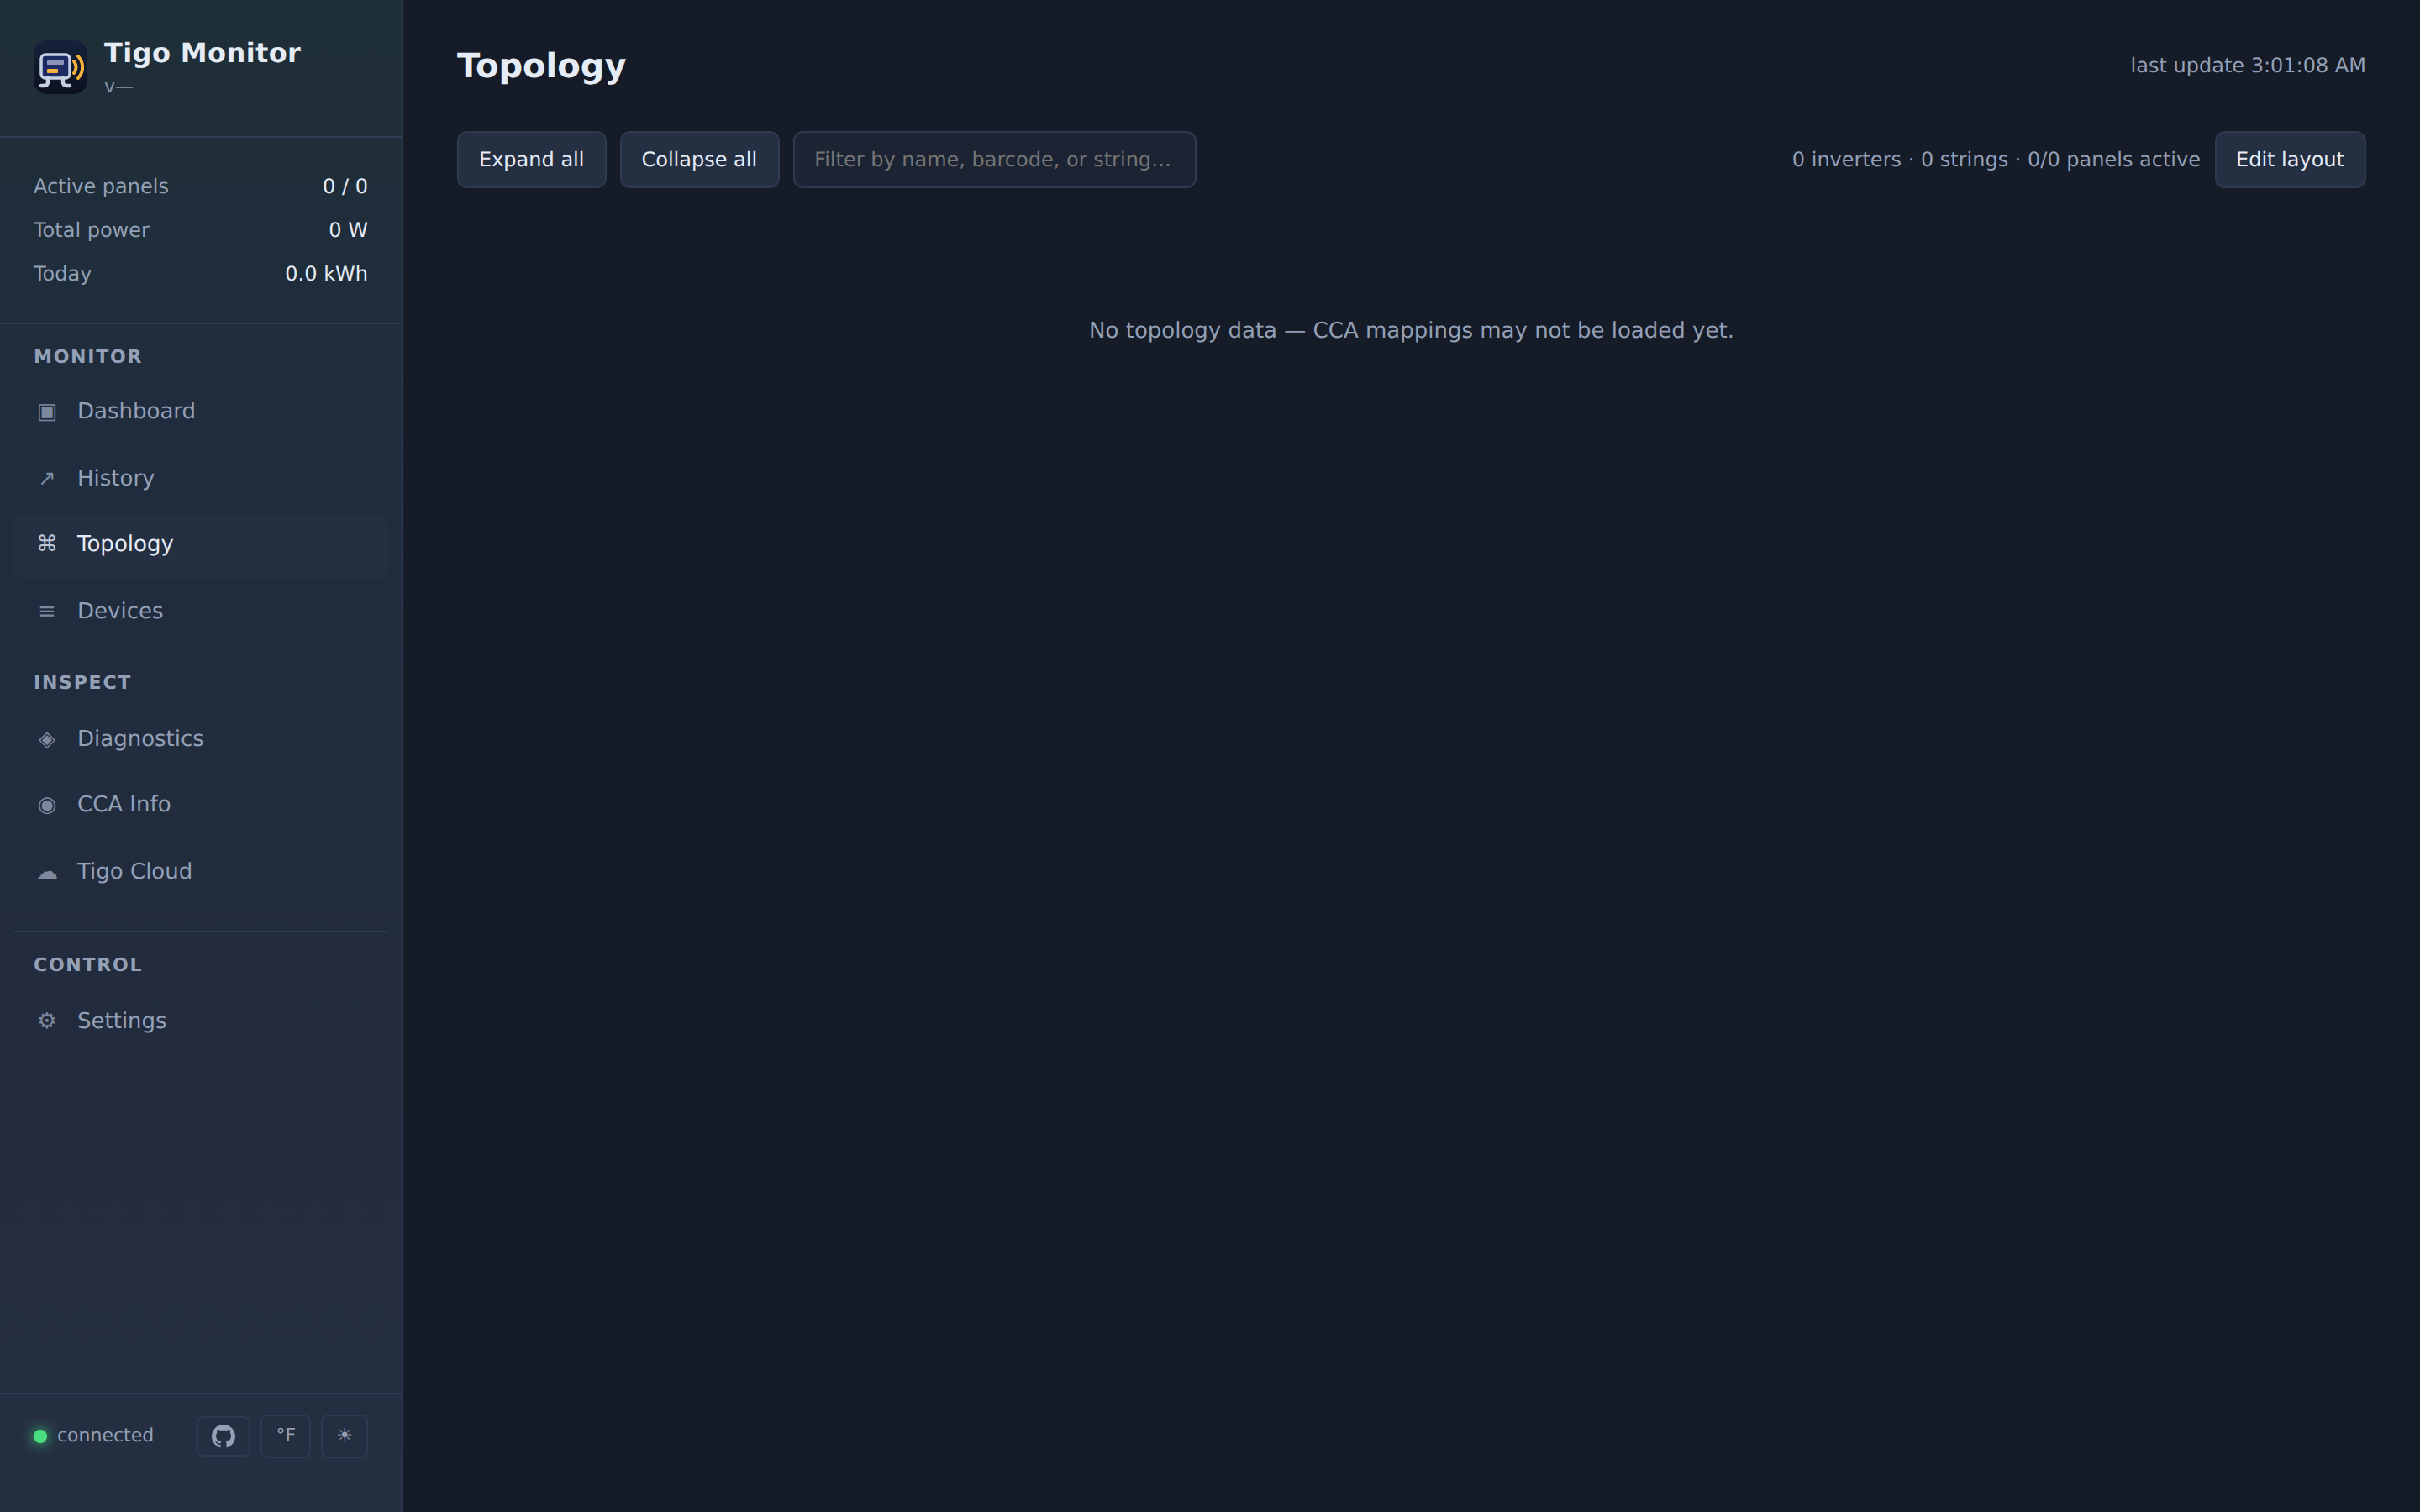 Tigo Monitor
v—
Active panels 0 / 0
Total power 0 W
Today 0.0 kWh
MONITOR
Dashboard
History
Topology
Devices
INSPECT
Diagnostics
CCA Info
Tigo Cloud
CONTROL
Settings
connected °F
Topology
last update 3:01:08 AM
Expand all Collapse all Filter by name, barcode, or string... 0 inverters · 0 strings · 0/0 panels active Edit layout
No topology data — CCA mappings may not be loaded yet.